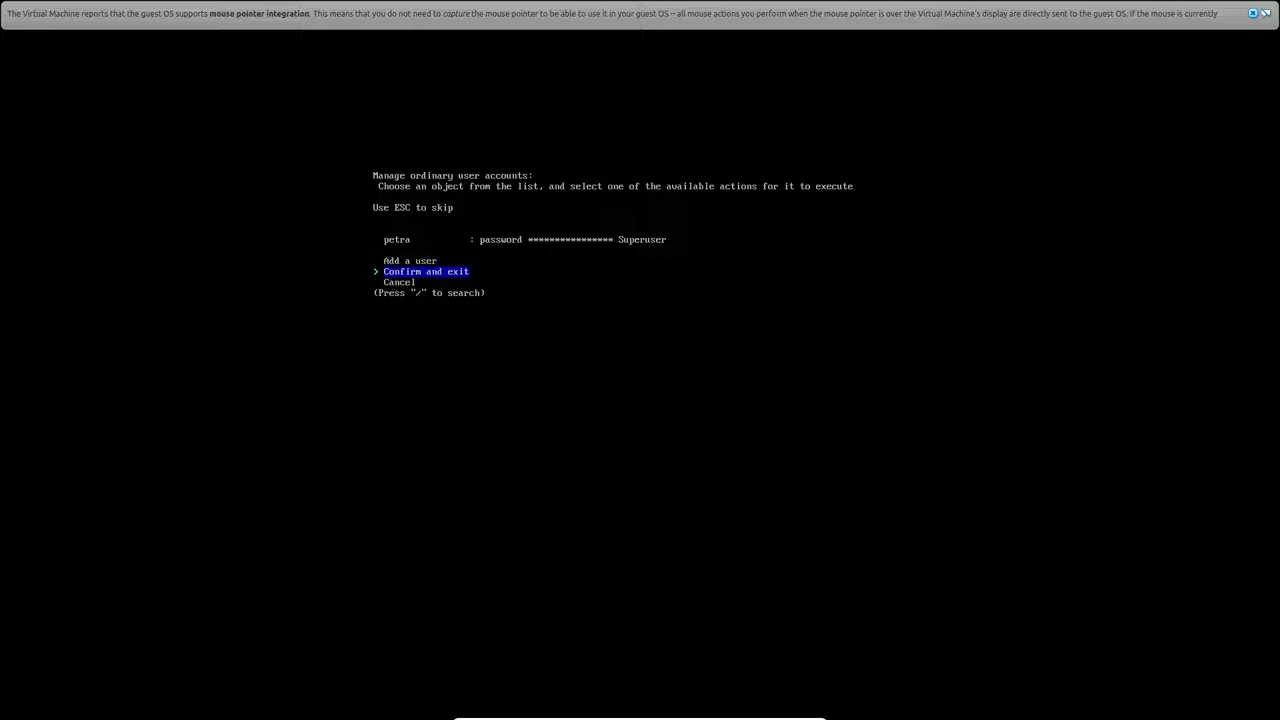 The Virtual Machine reports that the guest OS supports mouse pointer integration. This means that you do not need to capture the mouse pointer to be able to use it in your guest OS – all mouse actions you perform when the mouse pointer is over the Virtual Machine's display are directly sent to the guest OS. If the mouse is currently
Manage ordinary user accounts:
Choose an object from the list, and select one of the available actions for it to execute
Use ESC to skip
petra : password **************** Superuser
Add a user
> Confirm and exit
Cancel
(Press "/" to search)